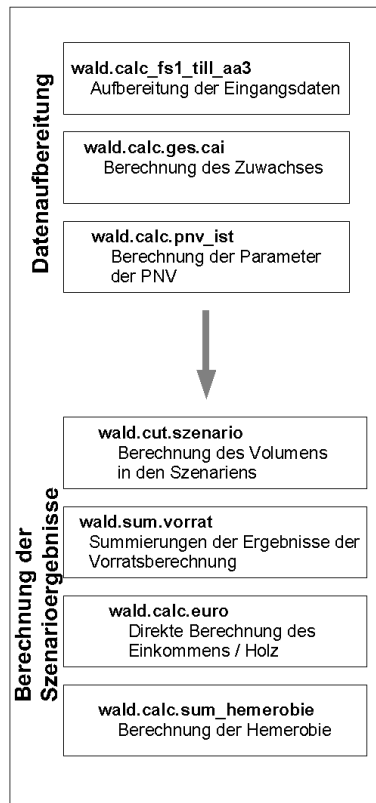 Datenaufbereitung
wald.calc_fs1_till_aa3
Aufbereitung der Eingangsdaten
wald.calc.ges.cai
Berechnung des Zuwachses
wald.calc.pnv_ist
Berechnung der Parameter
der PNV
Berechnung der
Szenarioergebnisse
wald.cut.szenario
Berechnung des Volumens
in den Szenariens
wald.sum.vorrat
Summierungen der Ergebnisse der
Vorratsberechnung
wald.calc.euro
Direkte Berechnung des
Einkommens / Holz
wald.calc.sum_hemerobie
Berechnung der Hemerobie